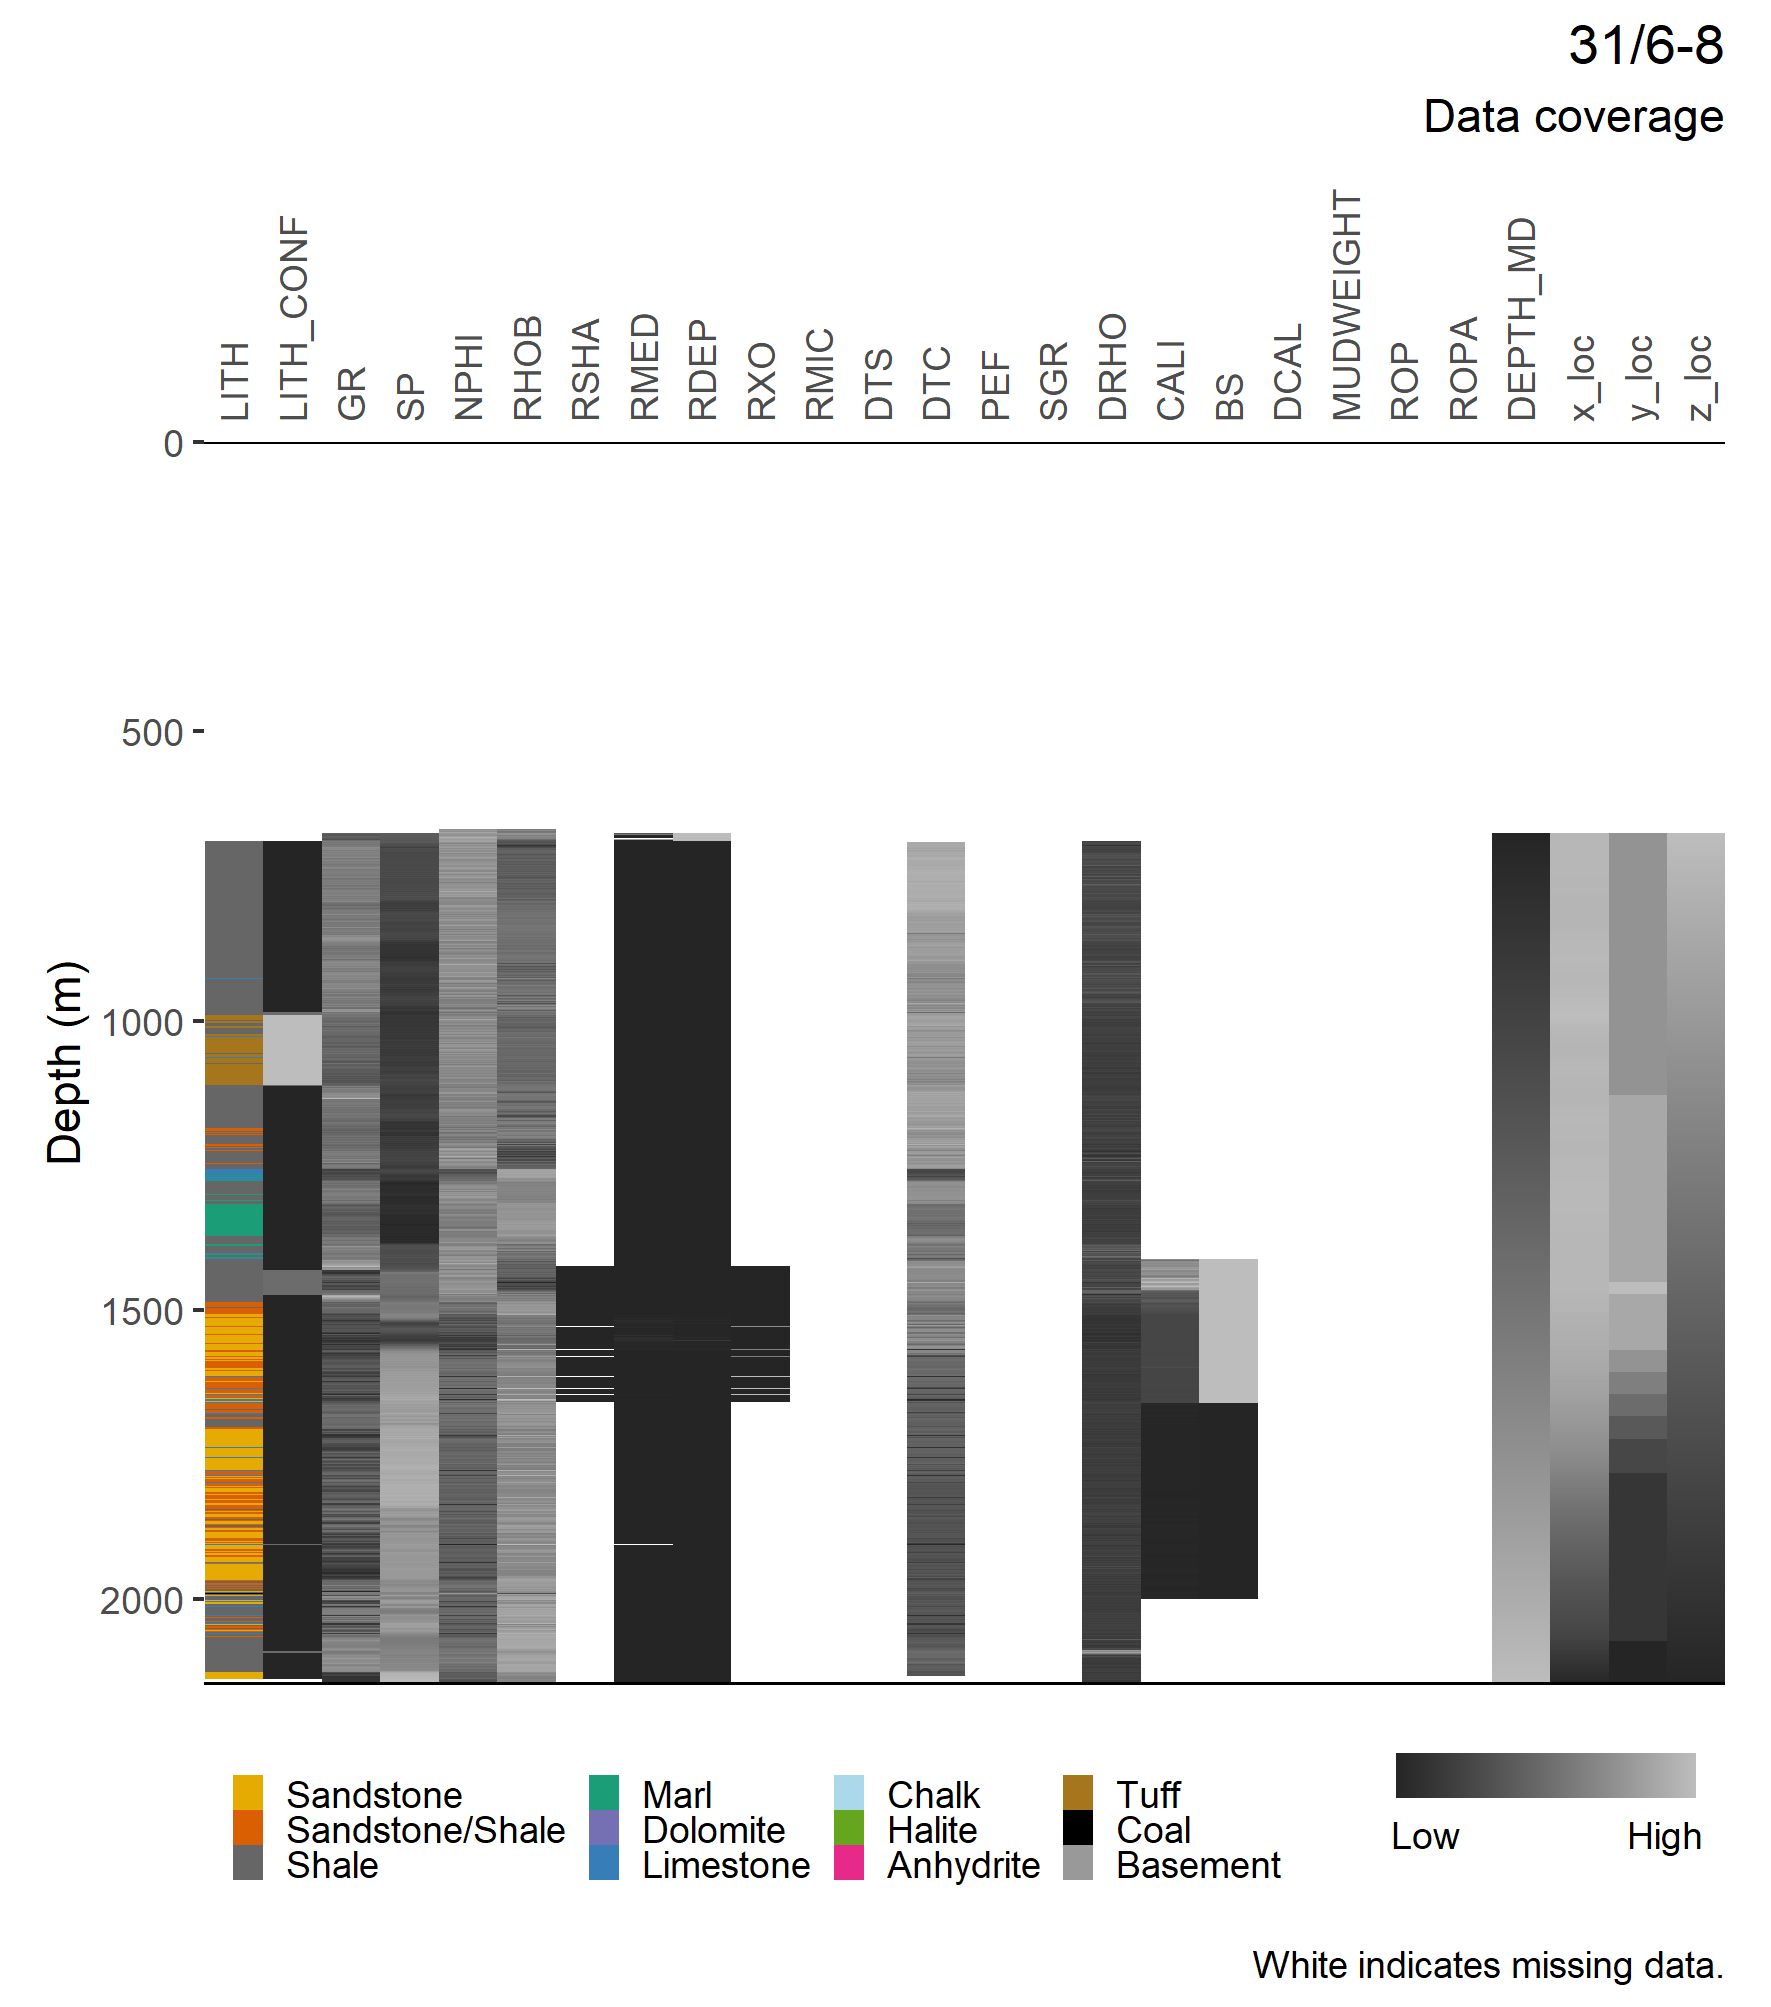 31/6-8
Data coverage
LITH
LITH_CONF
GR
SP
NPHI
RHOB
RSHA
RMED
RDEP
RXO
RMIC
DTS
DTC
PEF
SGR
DRHO
CALI
BS
DCAL
MUDWEIGHT
ROP
ROPA
DEPTH_MD
x_loc
y_loc
z_loc
0
500
1000
1500
2000
Depth (m)
Sandstone
Sandstone/Shale
Shale
Marl
Dolomite
Limestone
Chalk
Halite
Anhydrite
Tuff
Coal
Basement
Low
High
White indicates missing data.